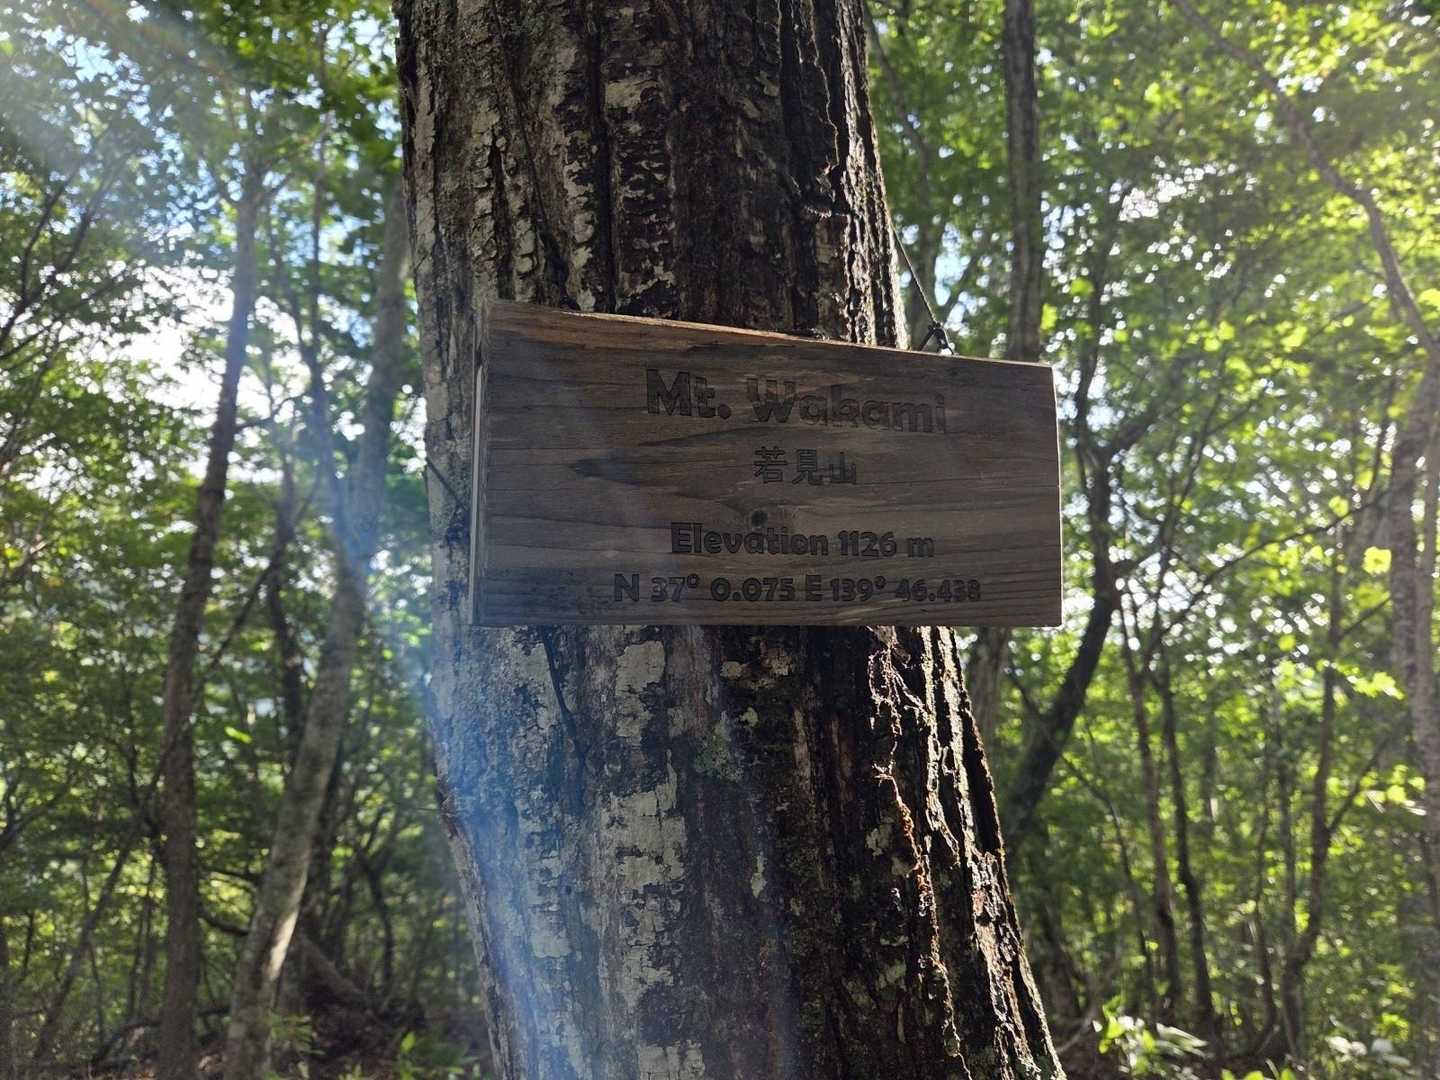 Mt. Wakami
若見山
Elevation 1126 m
N 37° 0.075 E 139° 46.438